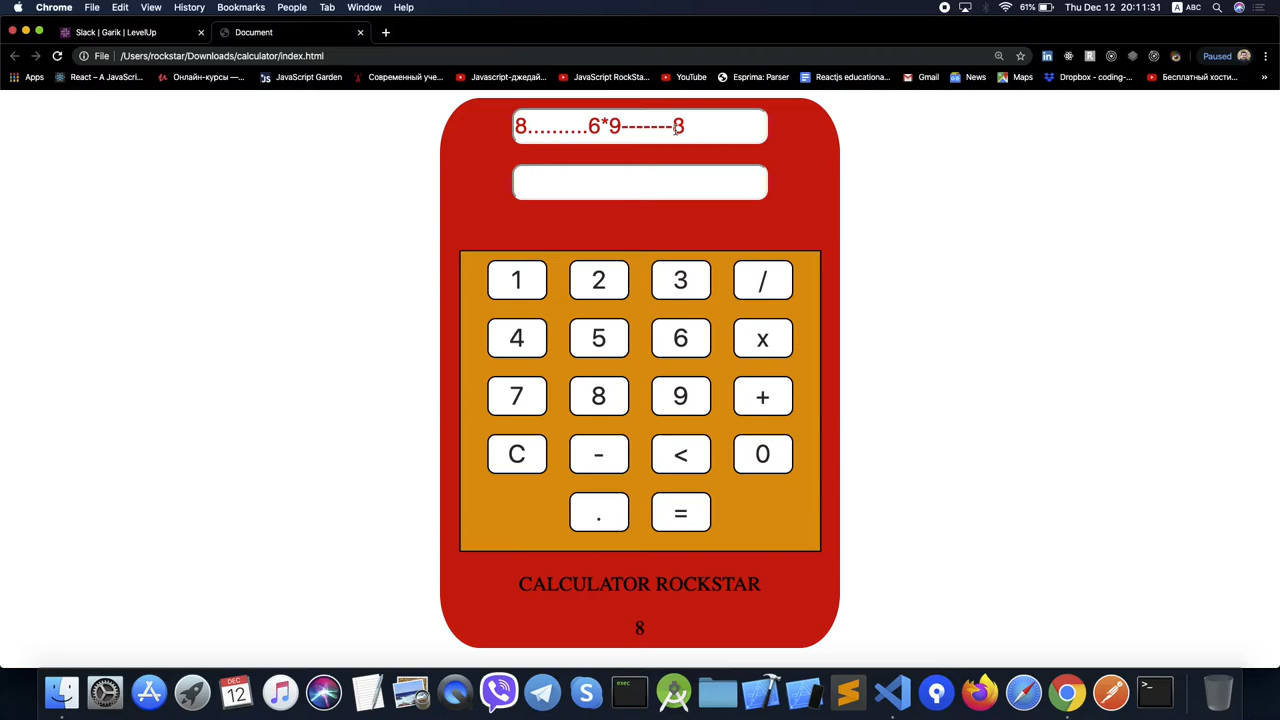 Chrome File Edit View History Bookmarks People Tab Window Help 61% Thu Dec 12 20:11:31 A ABC
Slack | Garik | LevelUp Document
File /Users/rockstar/Downloads/calculator/index.html Paused
Apps React – A JavaScri... Онлайн-курсы —... JavaScript Garden Современный уче... Javascript-джедай... JavaScript RockSta... YouTube Esprima: Parser Reactjs educationa... Gmail News Maps Dropbox - coding-... Бесплатный хости... »
8..........6*9-------8
1 2 3 /
4 5 6 x
7 8 9 +
C - < 0
. =
CALCULATOR ROCKSTAR
8
DEC
12
exec